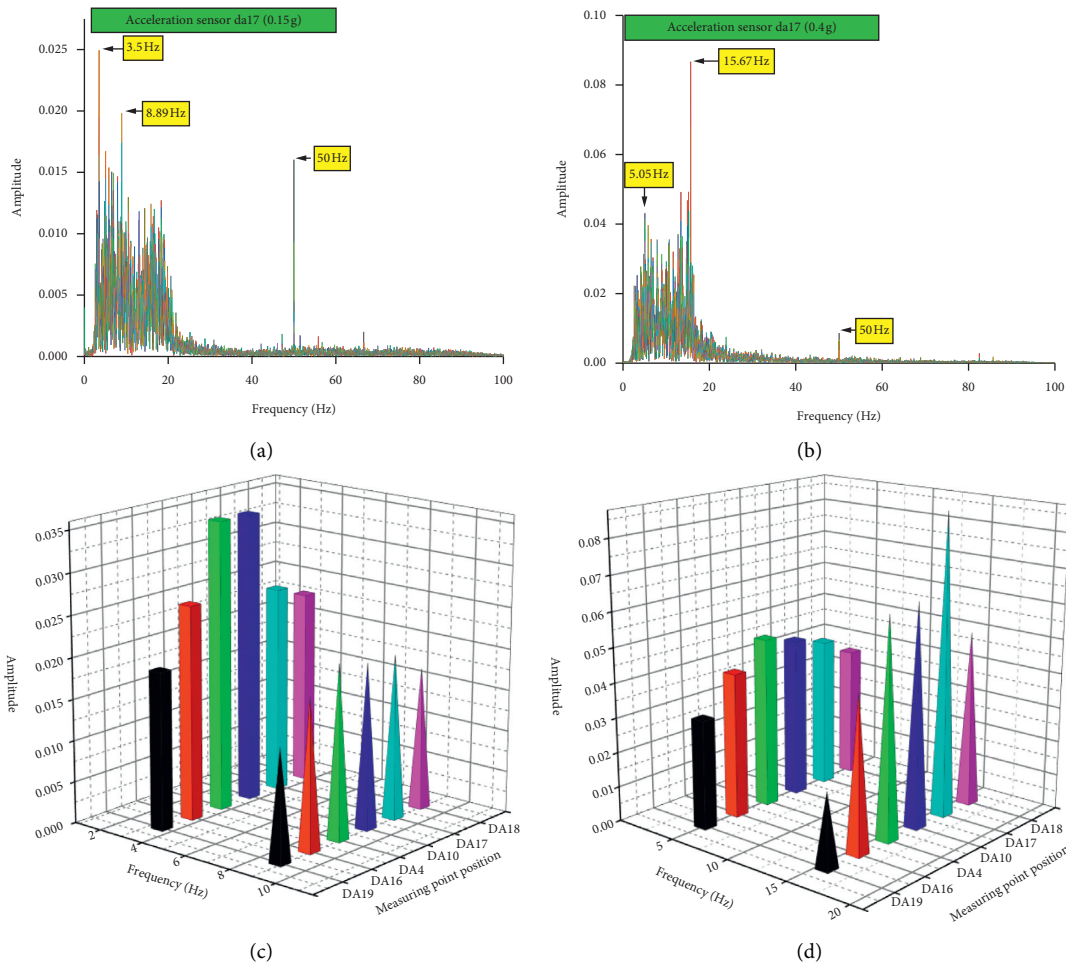 Acceleration sensor da17 (0.15 g)
3.5 Hz
8.89 Hz
50 Hz
Amplitude
0.025
0.020
0.015
0.010
0.005
0.000
0
20
40
60
80
100
Frequency (Hz)
(a)
Acceleration sensor da17 (0.4 g)
15.67 Hz
5.05 Hz
50 Hz
Amplitude
0.10
0.08
0.06
0.04
0.02
0.00
0
20
40
60
80
100
Frequency (Hz)
(b)
Amplitude
0.035
0.030
0.025
0.020
0.015
0.010
0.005
0.000
2
4
6
8
10
Frequency (Hz)
DA19
DA16
DA4
DA10
DA17
DA18
Measuring point position
(c)
Amplitude
0.08
0.07
0.06
0.05
0.04
0.03
0.02
0.01
0.00
5
10
15
20
Frequency (Hz)
DA19
DA16
DA4
DA10
DA17
DA18
Measuring point position
(d)